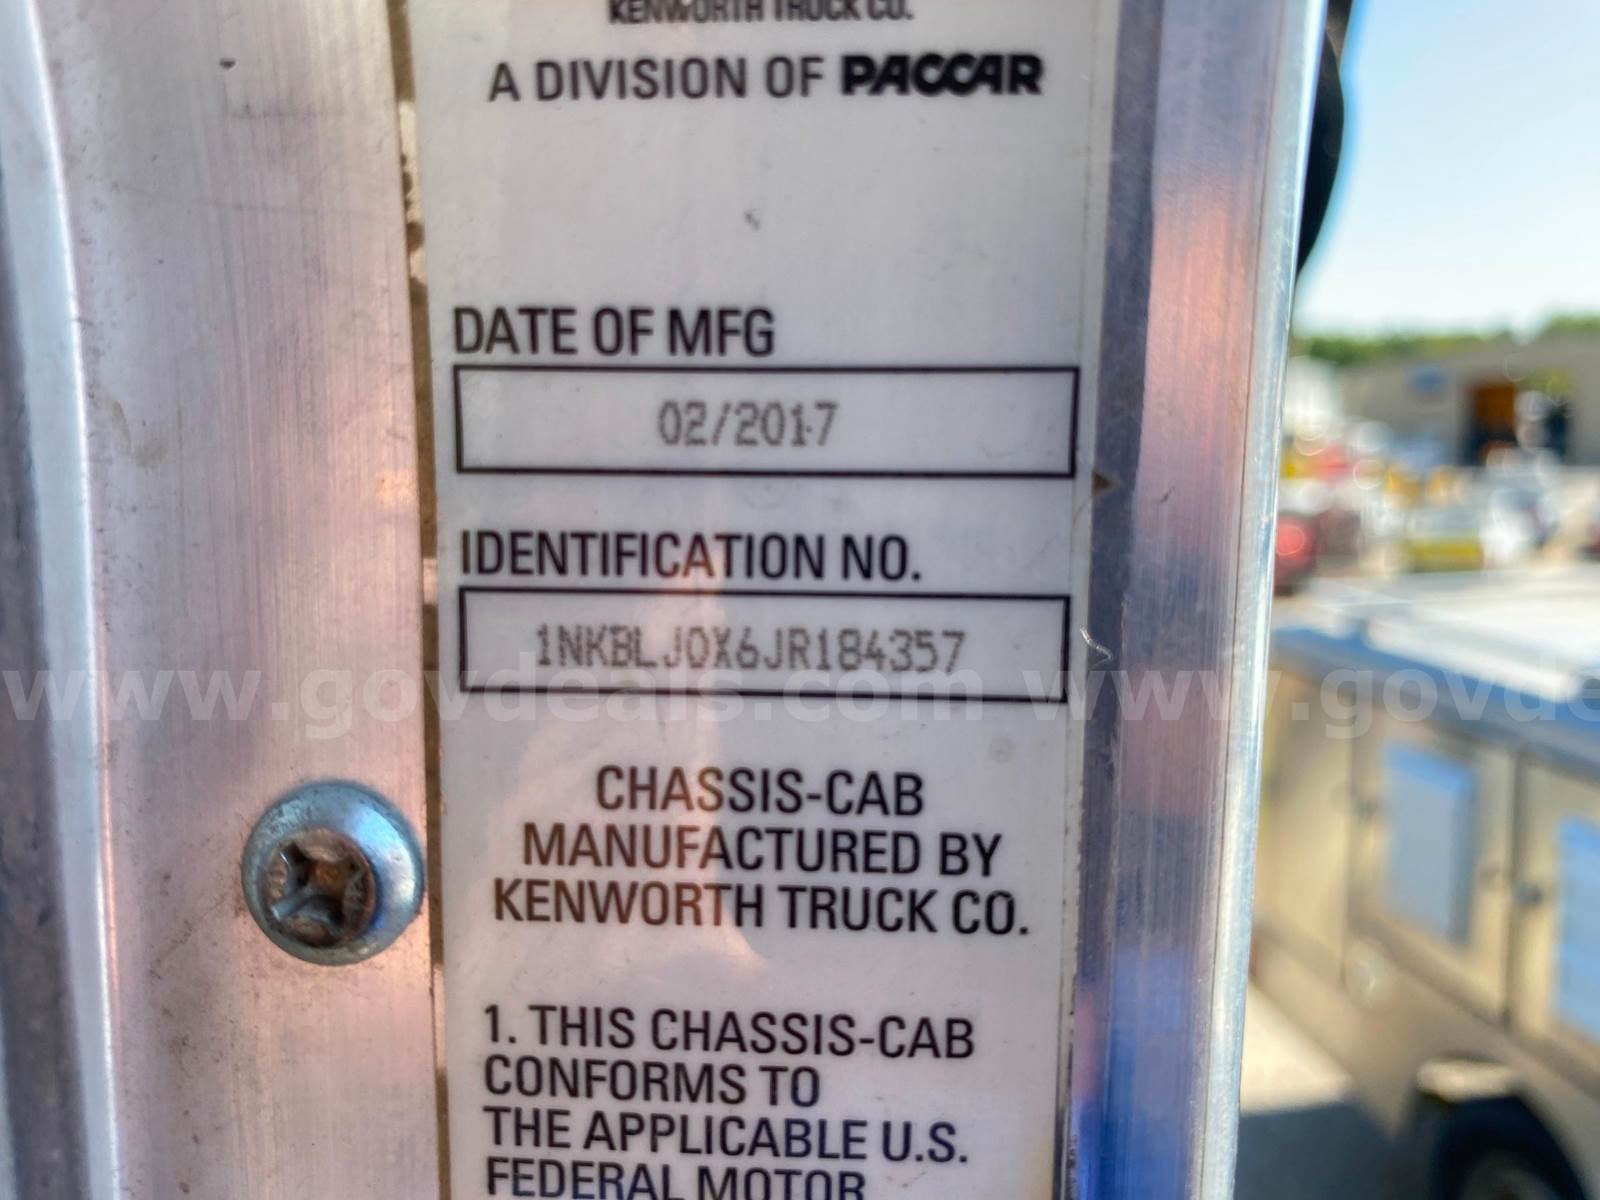 KENWORTH TRUCK CO.
A DIVISION OF PACCAR
DATE OF MFG
02/2017
IDENTIFICATION NO.
1NKBLJ0X6JR184357
www.govdeals.com www.govde
CHASSIS-CAB
MANUFACTURED BY
KENWORTH TRUCK CO.
1. THIS CHASSIS-CAB
CONFORMS TO
THE APPLICABLE U.S.
FEDERAL MOTOR